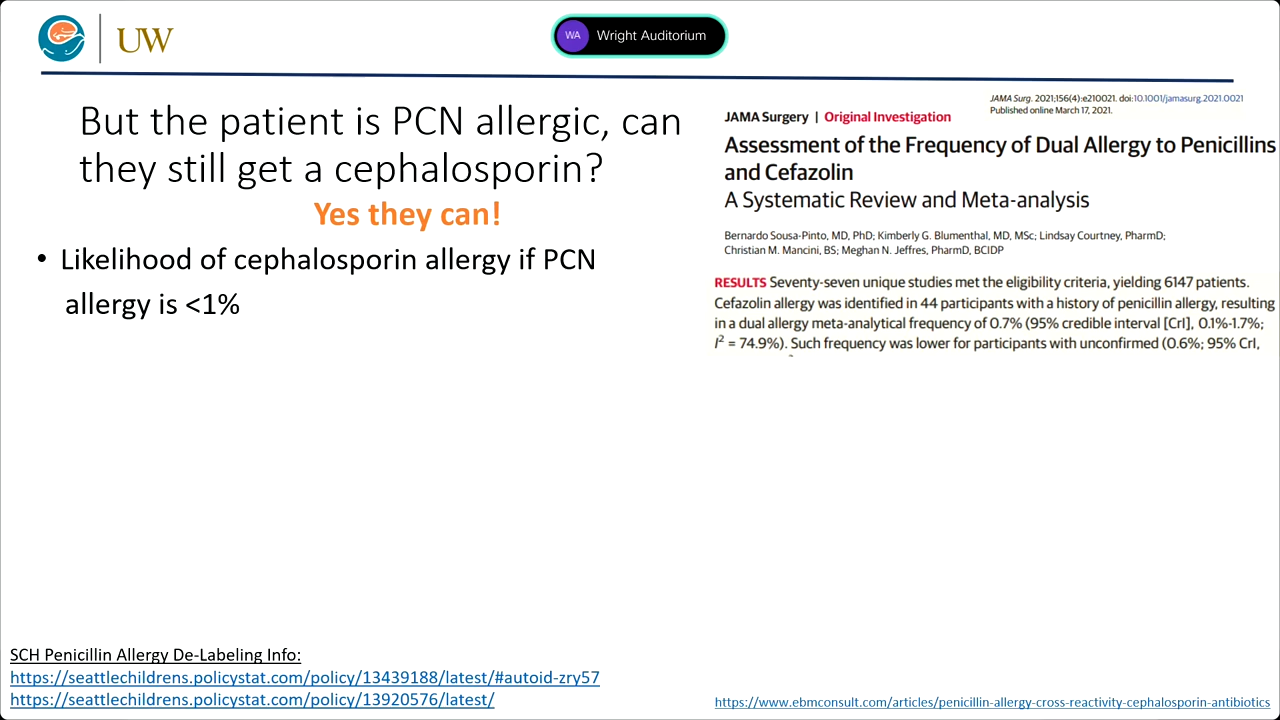 UW
WA Wright Auditorium
But the patient is PCN allergic, can
they still get a cephalosporin?
Yes they can!
• Likelihood of cephalosporin allergy if PCN
allergy is <1%
JAMA Surg. 2021;156(4):e210021. doi:10.1001/jamasurg.2021.0021
Published online March 17, 2021.
JAMA Surgery | Original Investigation
Assessment of the Frequency of Dual Allergy to Penicillins
and Cefazolin
A Systematic Review and Meta-analysis
Bernardo Sousa-Pinto, MD, PhD; Kimberly G. Blumenthal, MD, MSc; Lindsay Courtney, PharmD;
Christian M. Mancini, BS; Meghan N. Jeffres, PharmD, BCIDP
RESULTS Seventy-seven unique studies met the eligibility criteria, yielding 6147 patients.
Cefazolin allergy was identified in 44 participants with a history of penicillin allergy, resulting
in a dual allergy meta-analytical frequency of 0.7% (95% credible interval [CrI], 0.1%-1.7%;
I² = 74.9%). Such frequency was lower for participants with unconfirmed (0.6%; 95% CrI,
SCH Penicillin Allergy De-Labeling Info:
https://seattlechildrens.policystat.com/policy/13439188/latest/#autoid-zry57
https://seattlechildrens.policystat.com/policy/13920576/latest/
https://www.ebmconsult.com/articles/penicillin-allergy-cross-reactivity-cephalosporin-antibiotics